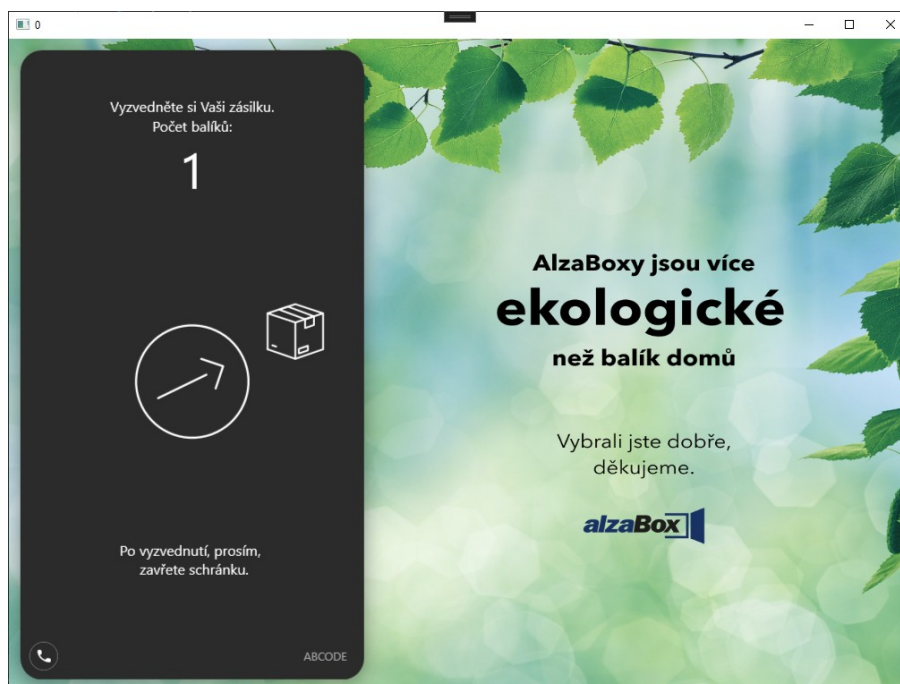 0
Vyzvedněte si Vaši zásilku.
Počet balíků:
1
Po vyzvednutí, prosím,
zavřete schránku.
ABCODE
AlzaBoxy jsou více
ekologické
než balík domů
Vybrali jste dobře,
děkujeme.
alzaBox